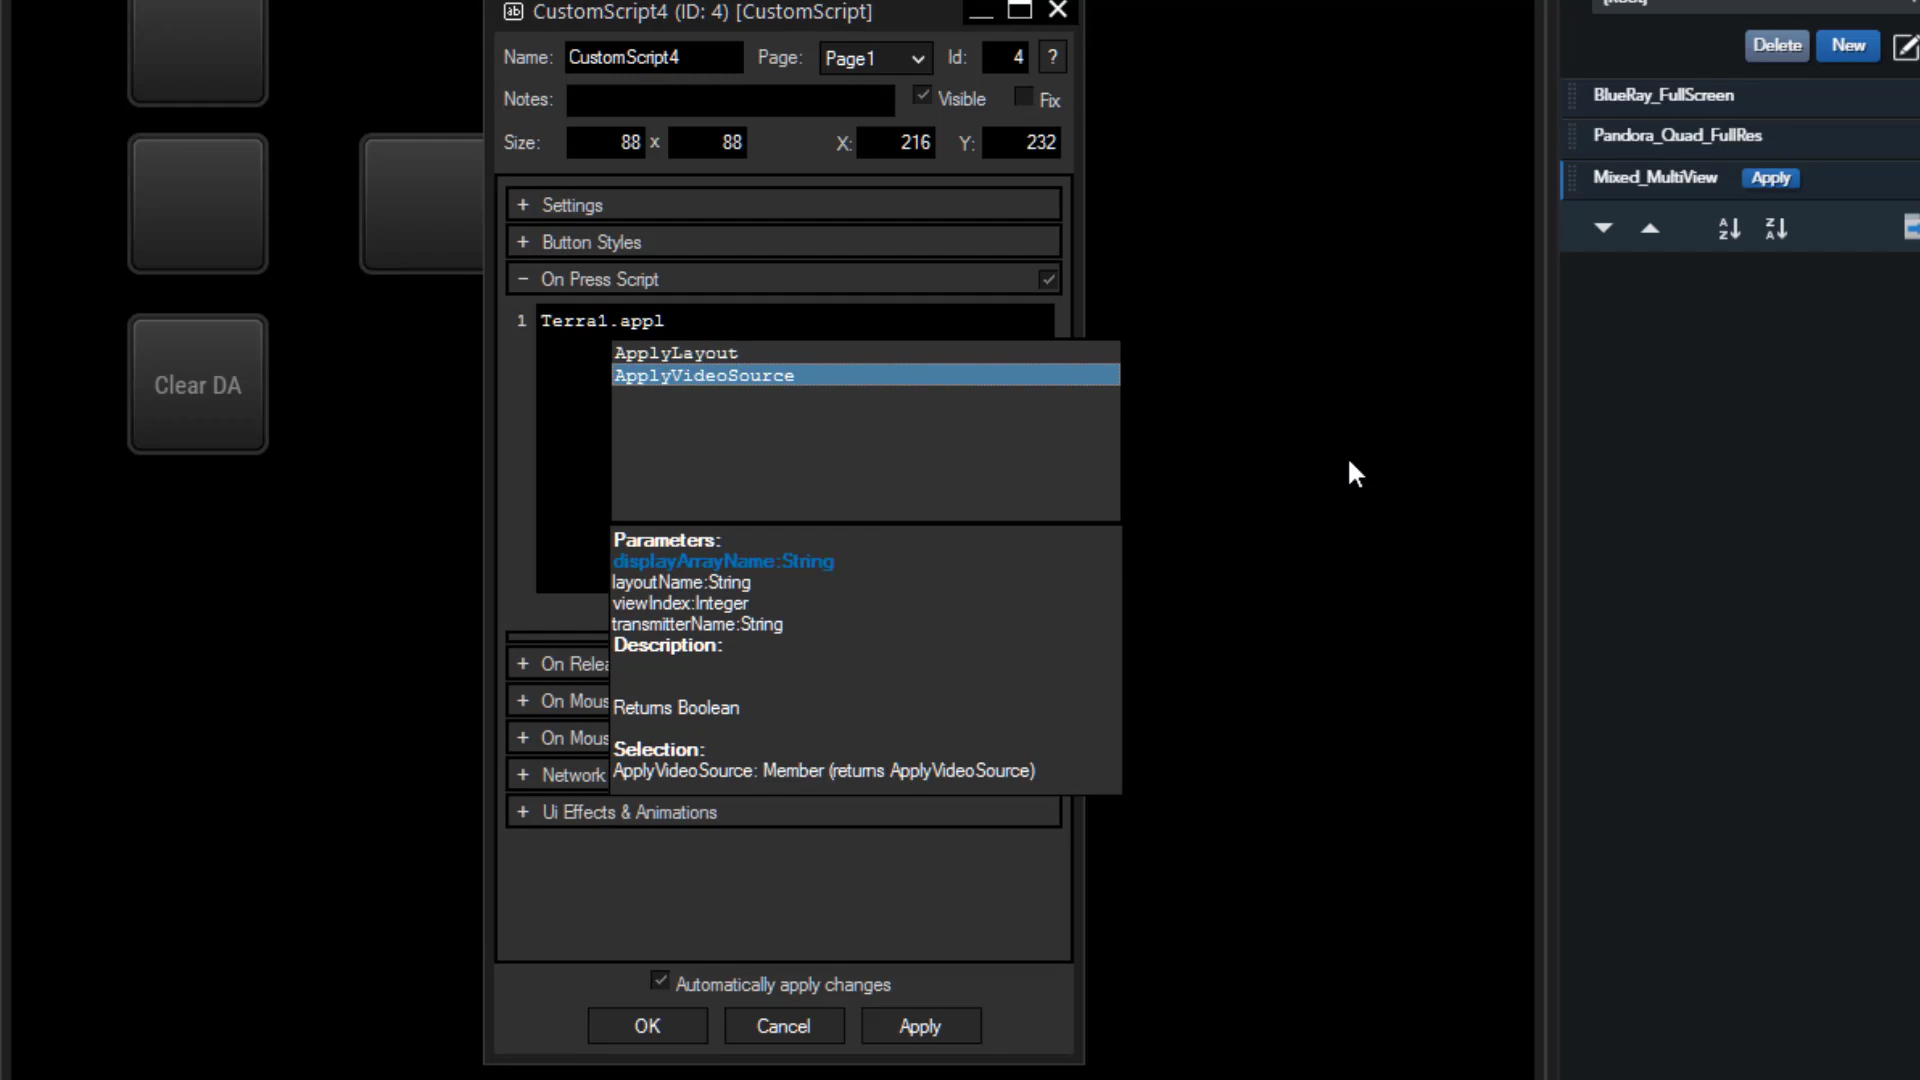 CustomScript4 (ID: 4) [CustomScript]
Name: CustomScript4 Page: Page1 Id: 4 ?
Notes: Visible Fix
Size: 88 x 88 X: 216 Y: 232
+ Settings
+ Button Styles
− On Press Script
1 Terra1.appl
ApplyLayout
ApplyVideoSource
Parameters:
displayArrayName:String
layoutName:String
viewIndex:Integer
transmitterName:String
Description:
Returns Boolean
Selection:
ApplyVideoSource: Member (returns ApplyVideoSource)
+ On Relea
+ On Mous
+ On Mous
+ Network
+ Ui Effects & Animations
Automatically apply changes
OK Cancel Apply
Clear DA
Delete New
BlueRay_FullScreen
Pandora_Quad_FullRes
Mixed_MultiView Apply